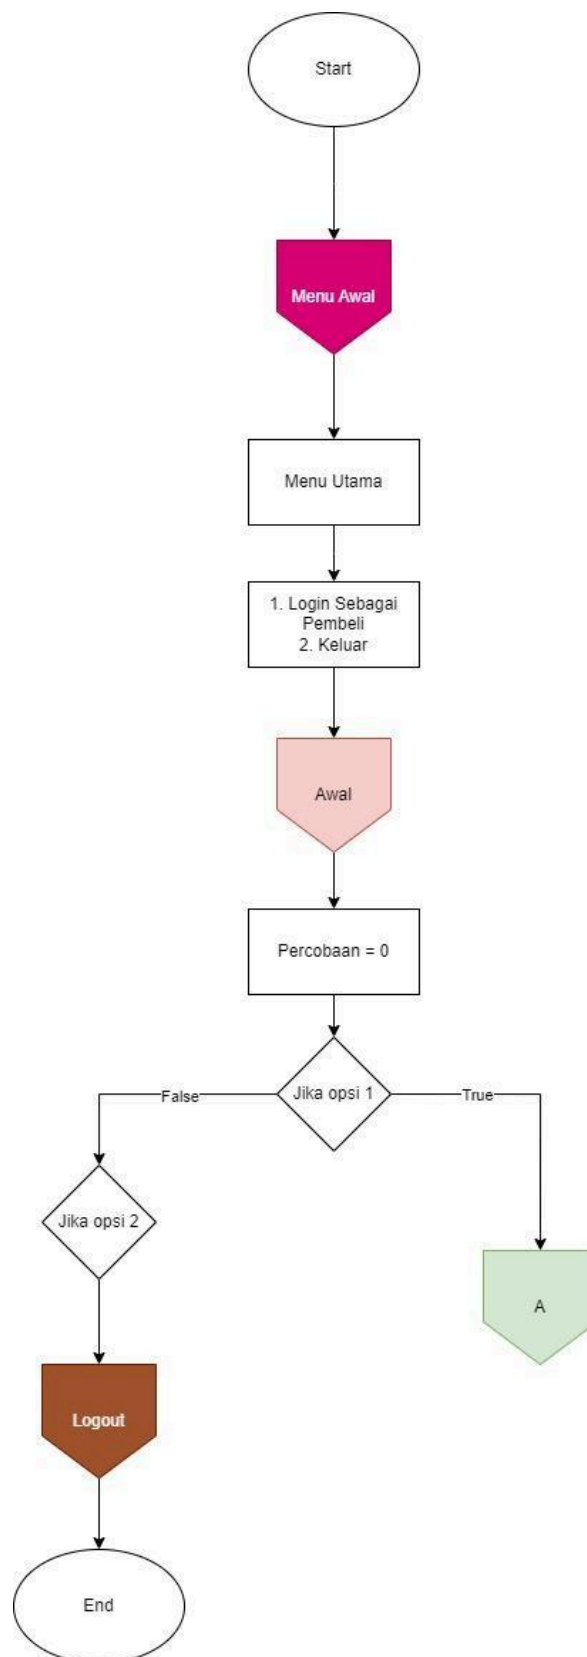 Start
Menu Awal
Menu Utama
1. Login Sebagai
Pembeli
2. Keluar
Awal
Percobaan = 0
Jika opsi 1
False
True
Jika opsi 2
A
Logout
End